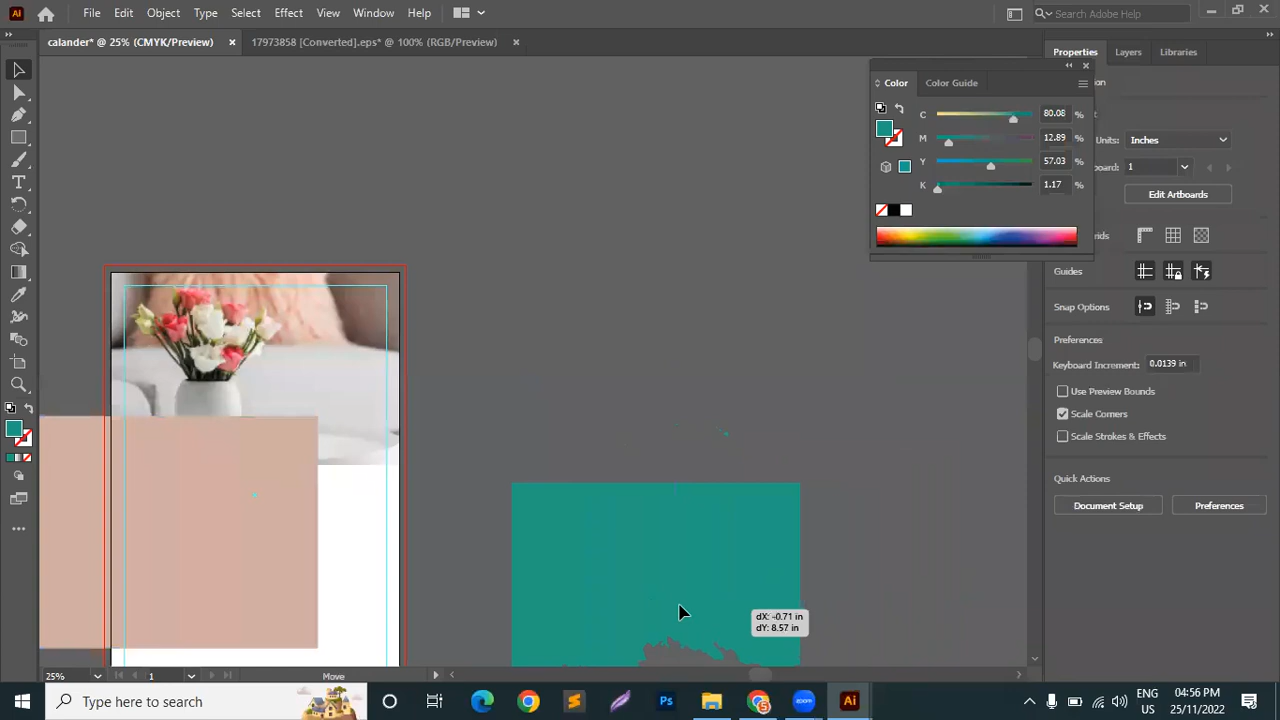 Ai File Edit Object Type Select Effect View Window Help Search Adobe Help
calander* @ 25% (CMYK/Preview) × 17973858 [Converted].eps* @ 100% (RGB/Preview) ×
Properties Layers Libraries
Color Color Guide
C 80.08 %
M 12.89 %
Y 57.03 %
K 1.17 %
Units: Inches
1
Edit Artboards
Guides
Snap Options
Preferences
Keyboard Increment: 0.0139 in
Use Preview Bounds
Scale Corners
Scale Strokes & Effects
Quick Actions
Document Setup Preferences
dX: -0.71 in
dY: 8.57 in
25% 1 Move
Type here to search
Ps Ai
ENG
IN
04:56 PM
25/11/2022